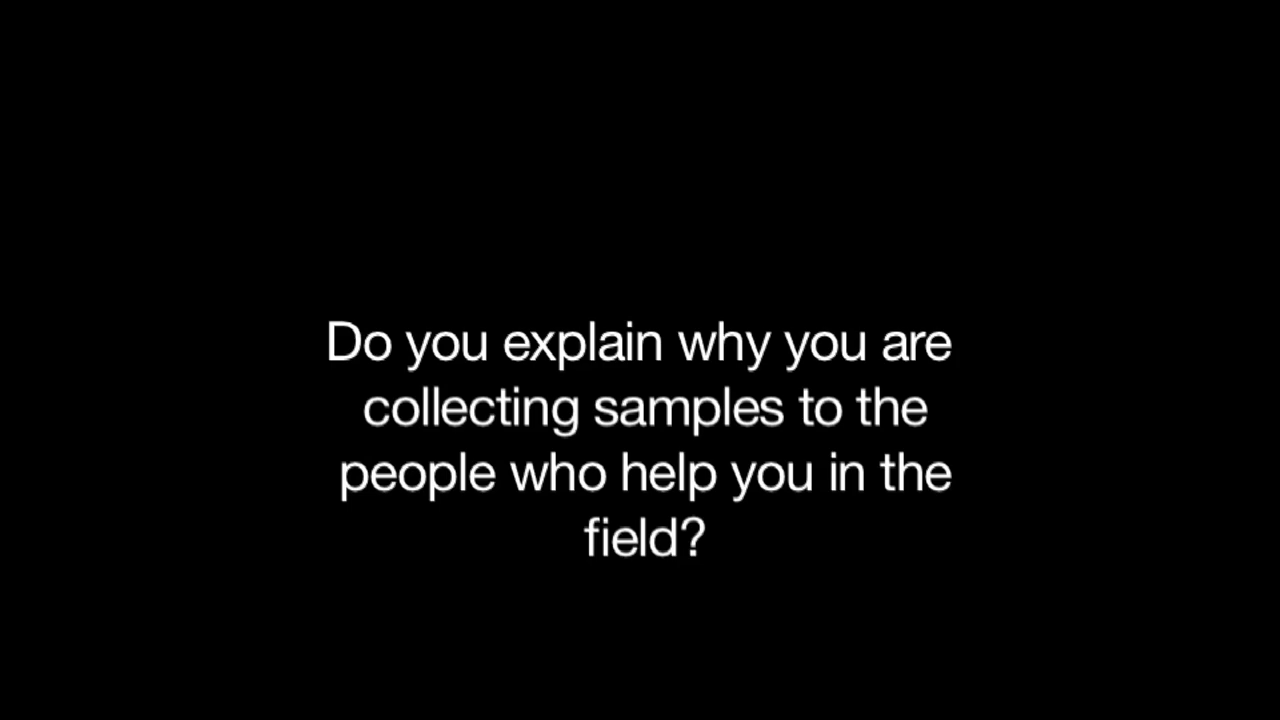 Do you explain why you are
collecting samples to the
people who help you in the
field?